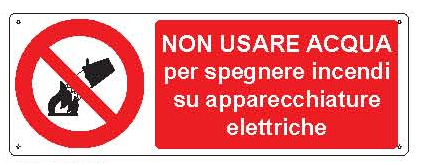 NON USARE ACQUA
per spegnere incendi
su apparecchiature
elettriche